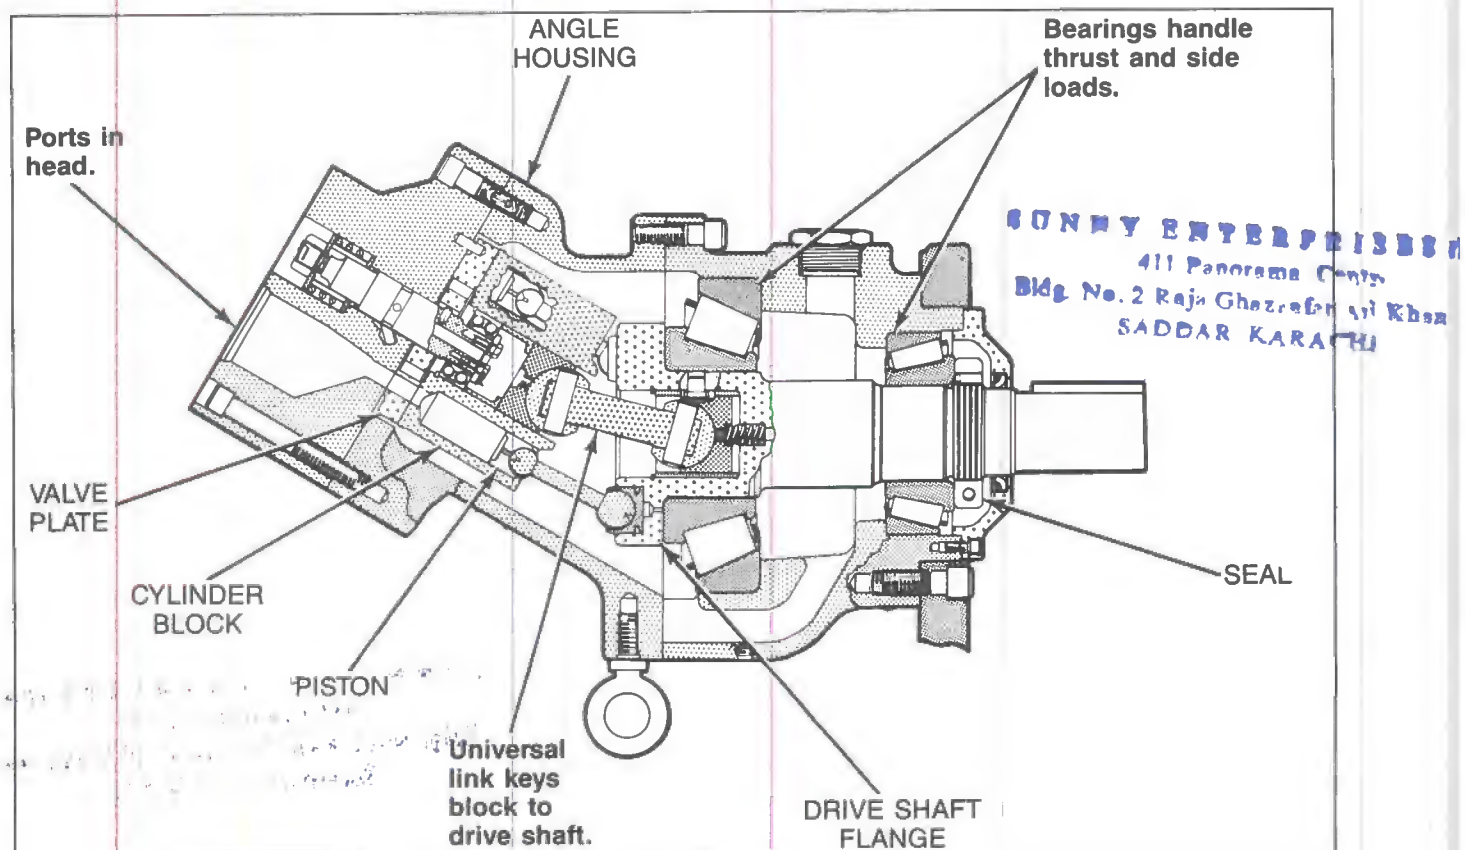 ANGLE
HOUSING
Bearings handle
thrust and side
loads.
Ports in
head.
SUNNY ENTERPRISES
411 Panorama Centre
Bldg. No. 2 Raja Ghazrafar Ali Khan
SADDAR KARACHI
VALVE
PLATE
CYLINDER
BLOCK
PISTON
Universal
link keys
block to
drive shaft.
DRIVE SHAFT
FLANGE
SEAL